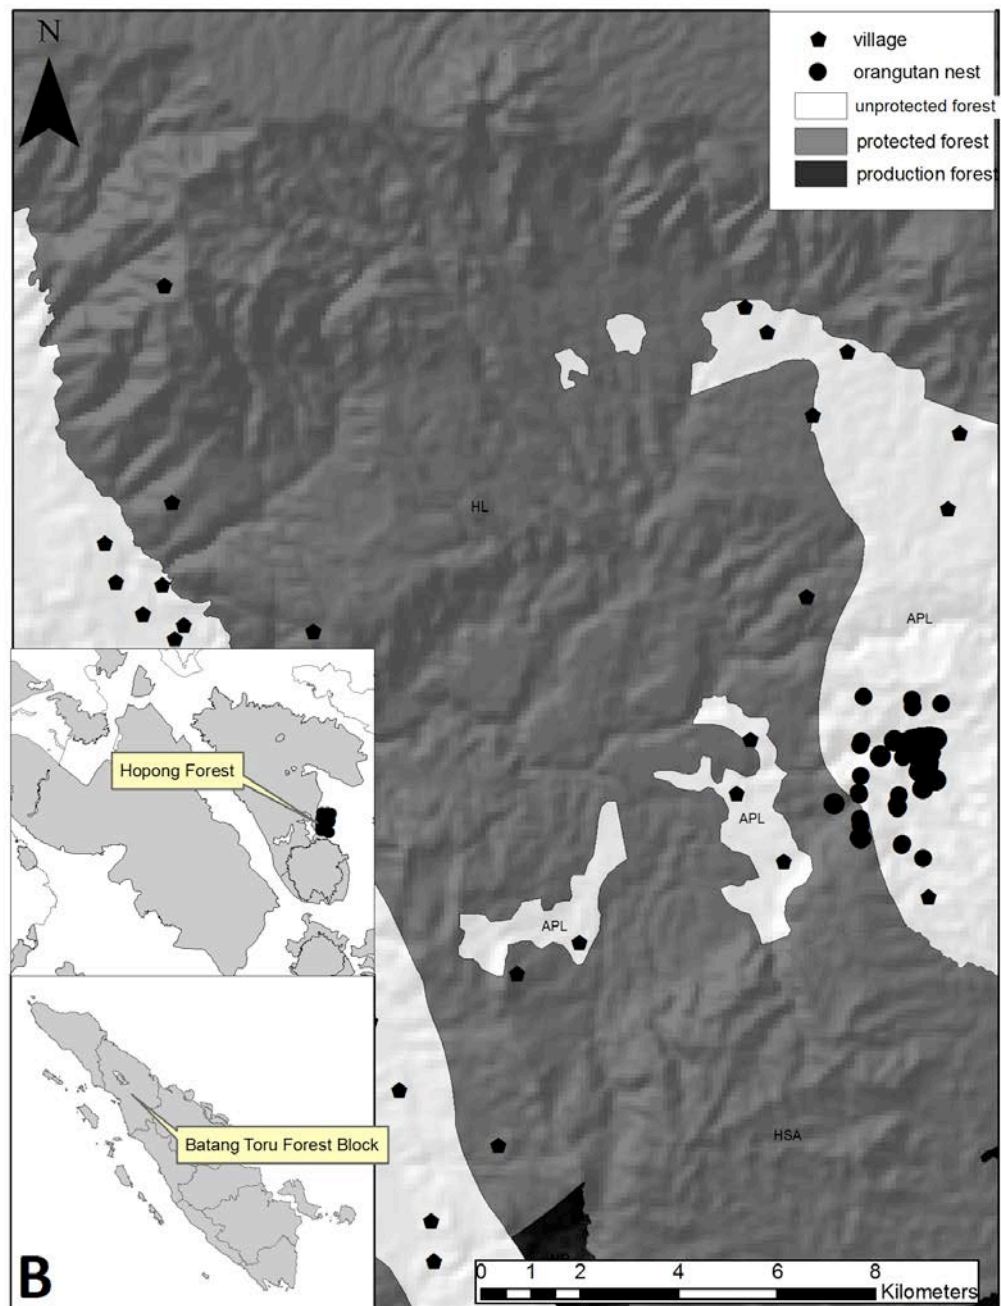 N
village
orangutan nest
unprotected forest
protected forest
production forest
HL
APL
Hopong Forest
APL
APL
HSA
Batang Toru Forest Block
B
0 1 2 4 6 8
Kilometers